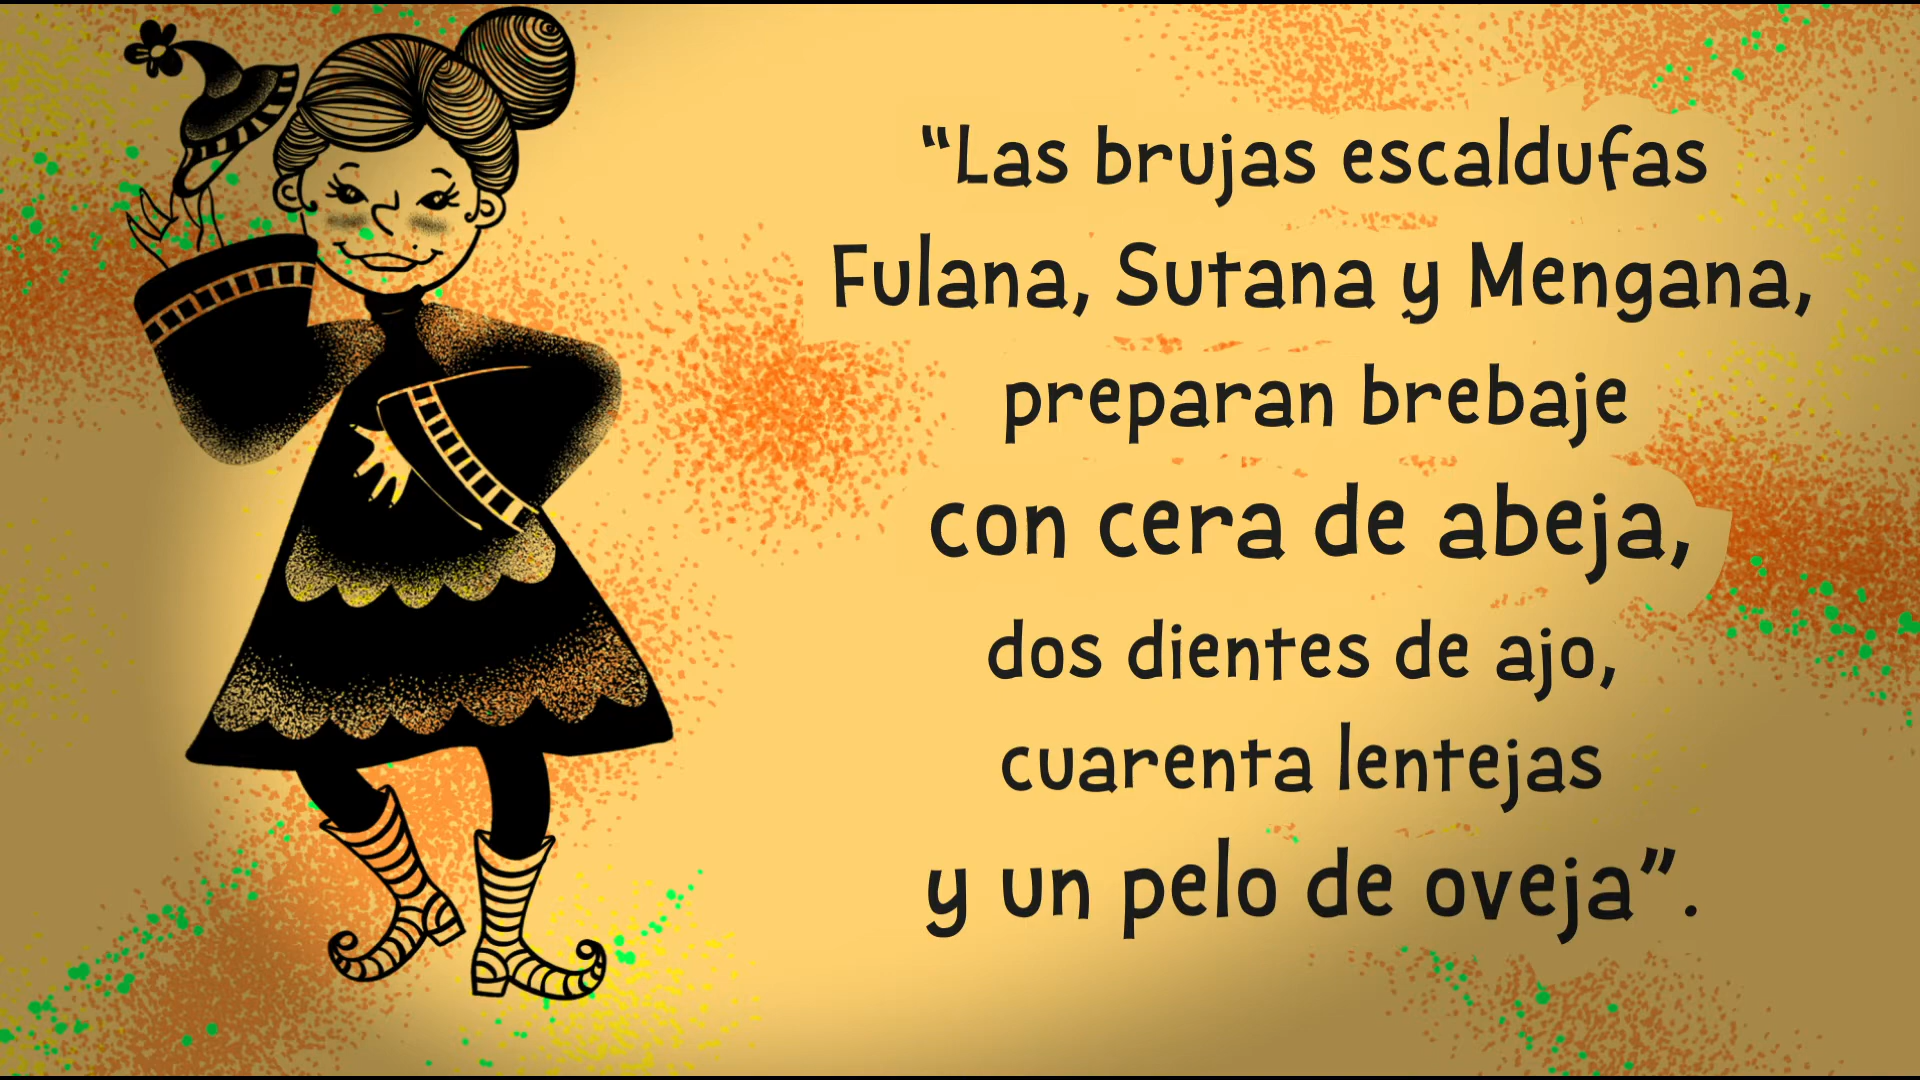 “Las brujas escaldufas
Fulana, Sutana y Mengana,
preparan brebaje
con cera de abeja,
dos dientes de ajo,
cuarenta lentejas
y un pelo de oveja”.